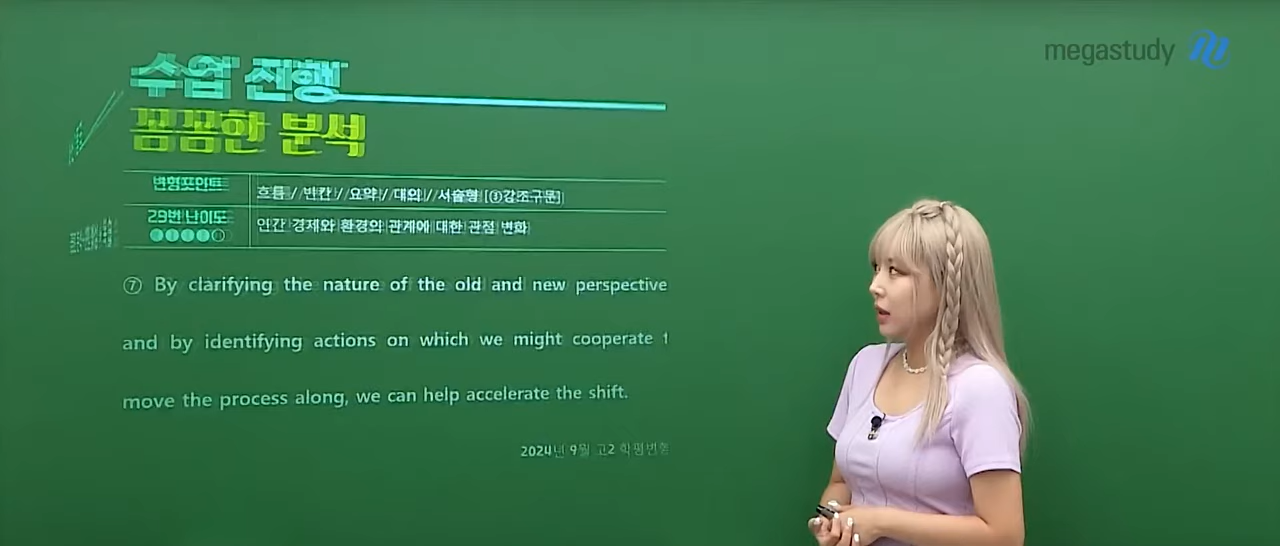 megastudy
수업 진행
꼼꼼한 분석
변형포인트
흐름 // 빈칸 // 요약 // 대의 // 서술형 [③강조구문]
29번 난이도
인간 경제와 환경의 관계에 대한 관점 변화
⑦ By clarifying the nature of the old and new perspective
and by identifying actions on which we might cooperate
move the process along, we can help accelerate the shift.
2024년 9월 고2 학평변형